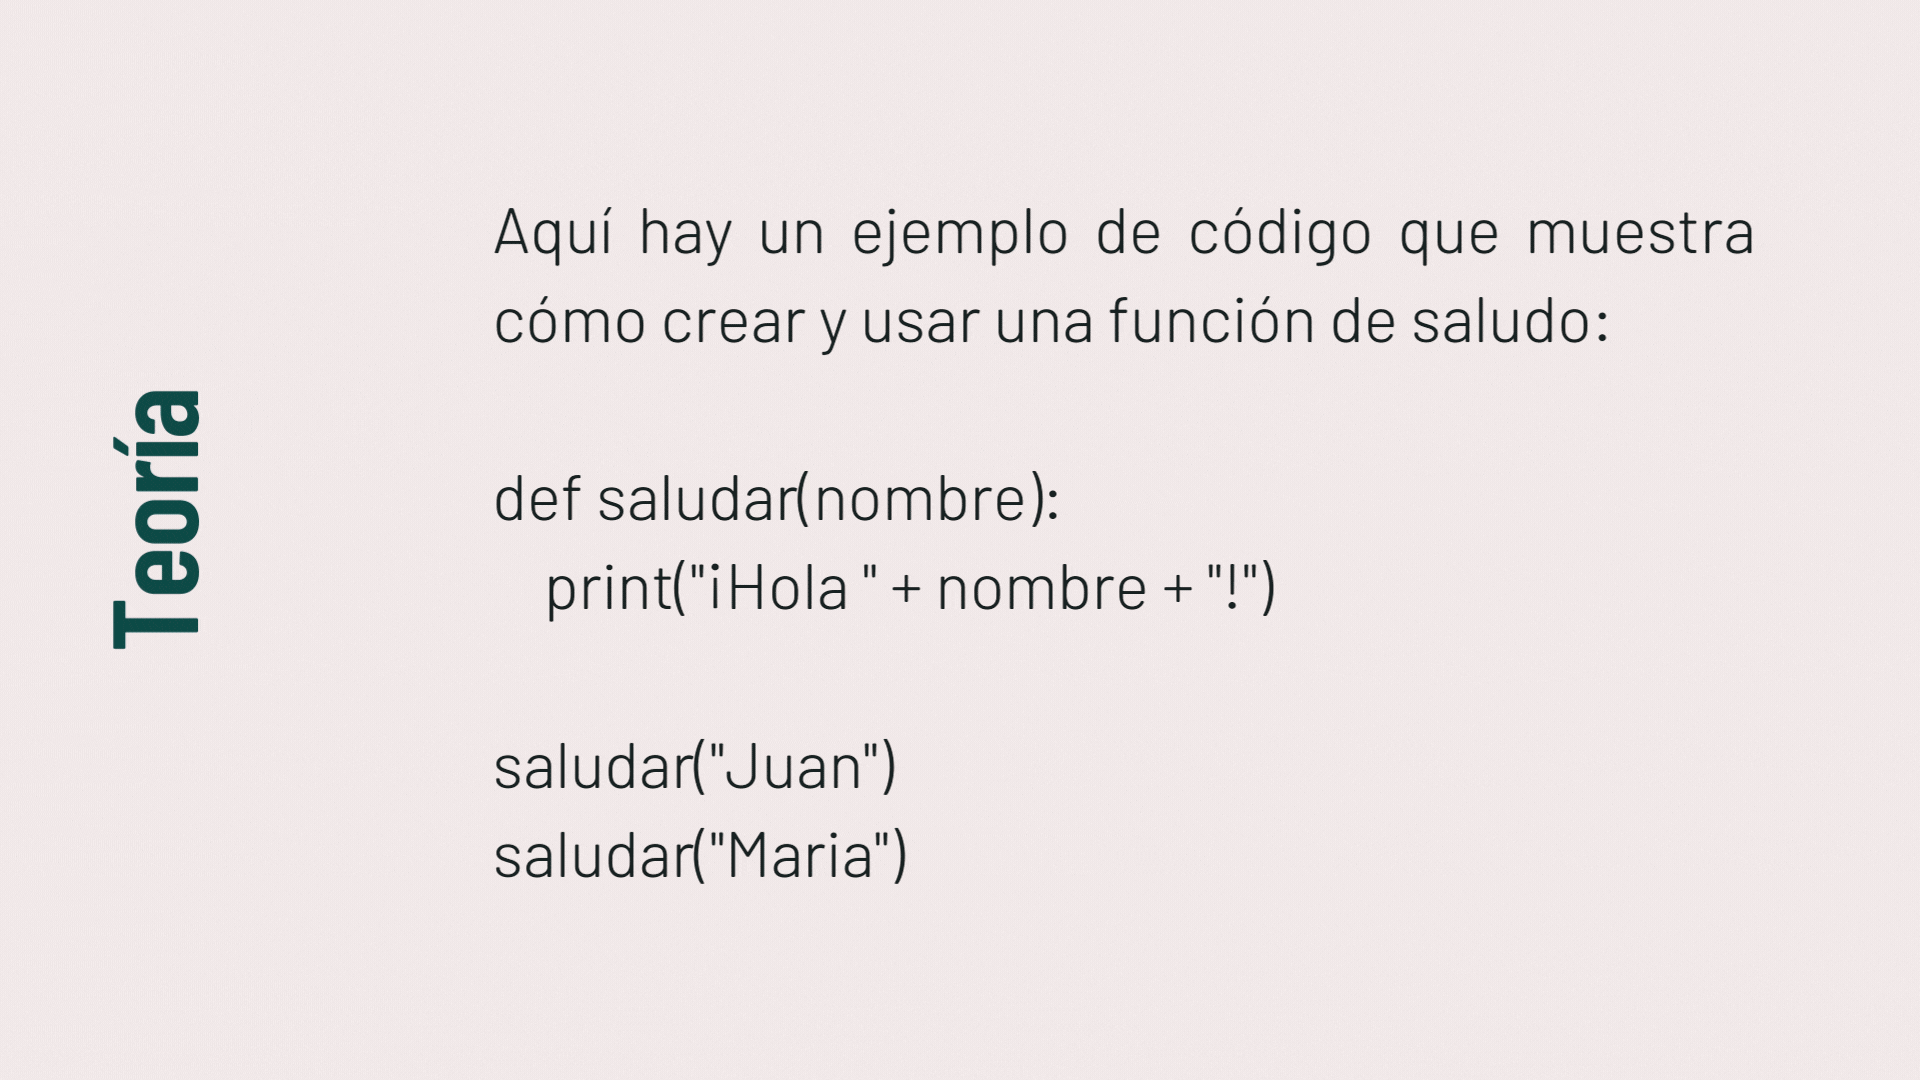 Teoría
Aquí hay un ejemplo de código que muestra
cómo crear y usar una función de saludo:
def saludar(nombre):
    print("¡Hola " + nombre + "!")
saludar("Juan")
saludar("Maria")